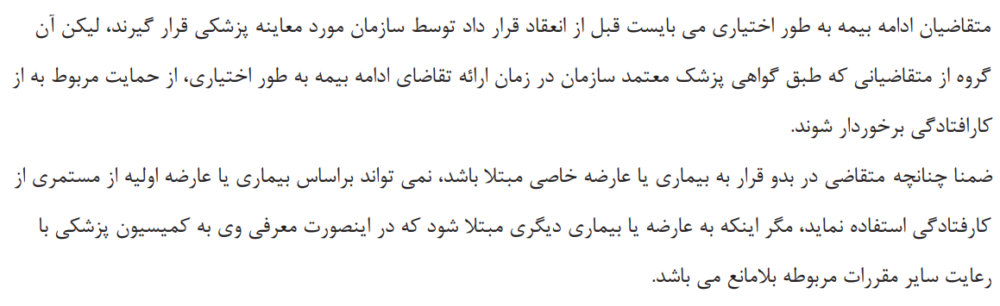 متقاضیان ادامه بیمه به طور اختیاری می بایست قبل از انعقاد قرار داد توسط سازمان مورد معاینه پزشکی قرار گیرند، لیکن آن
گروه از متقاضیانی که طبق گواهی پزشک معتمد سازمان در زمان ارائه تقاضای ادامه بیمه به طور اختیاری، از حمایت مربوط به از
کارافتادگی برخوردار شوند.
ضمنا چنانچه متقاضی در بدو قرار به بیماری یا عارضه خاصی مبتلا باشد، نمی تواند براساس بیماری یا عارضه اولیه از مستمری از
کارفتادگی استفاده نماید، مگر اینکه به عارضه یا بیماری دیگری مبتلا شود که در اینصورت معرفی وی به کمیسیون پزشکی با
رعایت سایر مقررات مربوطه بلامانع می باشد.